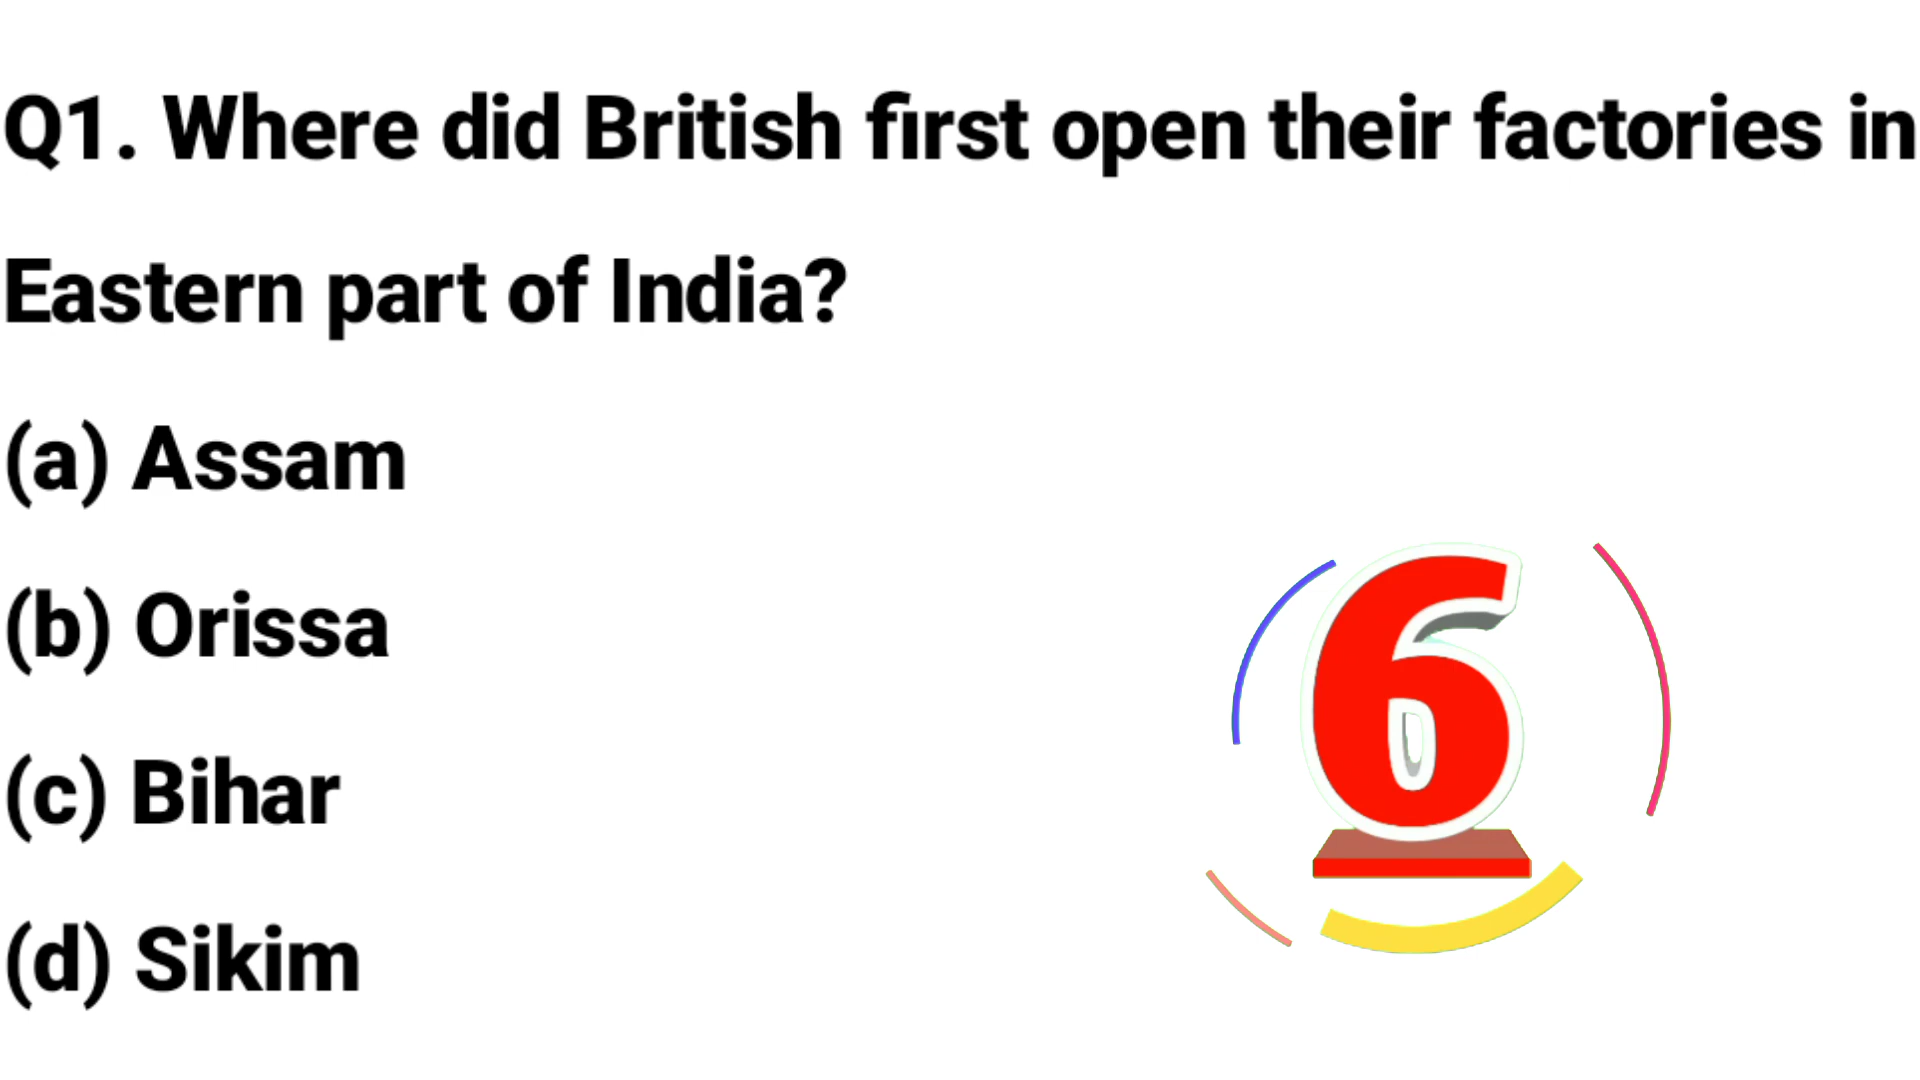 Q1. Where did British first open their factories in
Eastern part of India?
(a) Assam
(b) Orissa
(c) Bihar
(d) Sikim
6